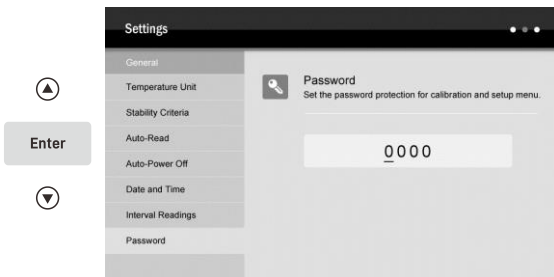 Settings
General
Temperature Unit
Stability Criteria
Auto-Read
Auto-Power Off
Date and Time
Interval Readings
Password
Enter
Password
Set the password protection for calibration and setup menu.
0000